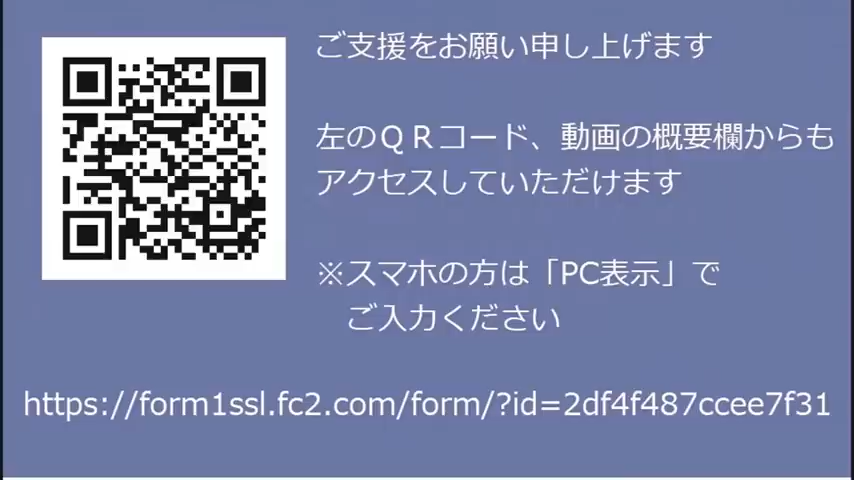 ご支援をお願い申し上げます
左のＱＲコード、動画の概要欄からも
アクセスしていただけます
※スマホの方は「PC表示」で
ご入力ください
https://form1ssl.fc2.com/form/?id=2df4f487ccee7f31